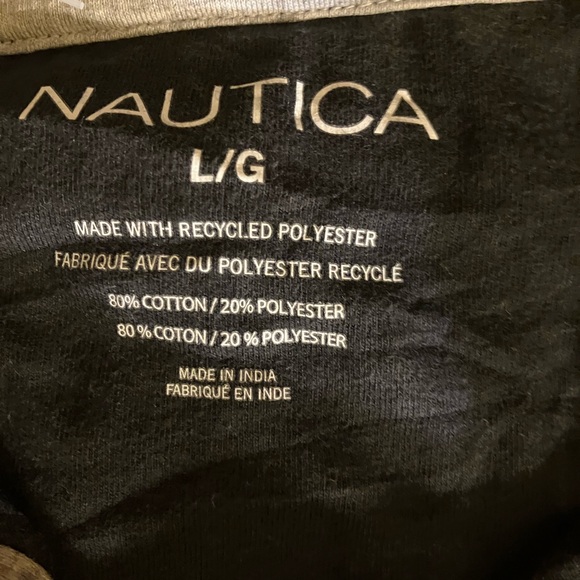 NAUTICA
L/G
MADE WITH RECYCLED POLYESTER
FABRIQUÉ AVEC DU POLYESTER RECYCLÉ
80% COTTON / 20% POLYESTER
80 % COTON / 20 % POLYESTER
MADE IN INDIA
FABRIQUÉ EN INDE